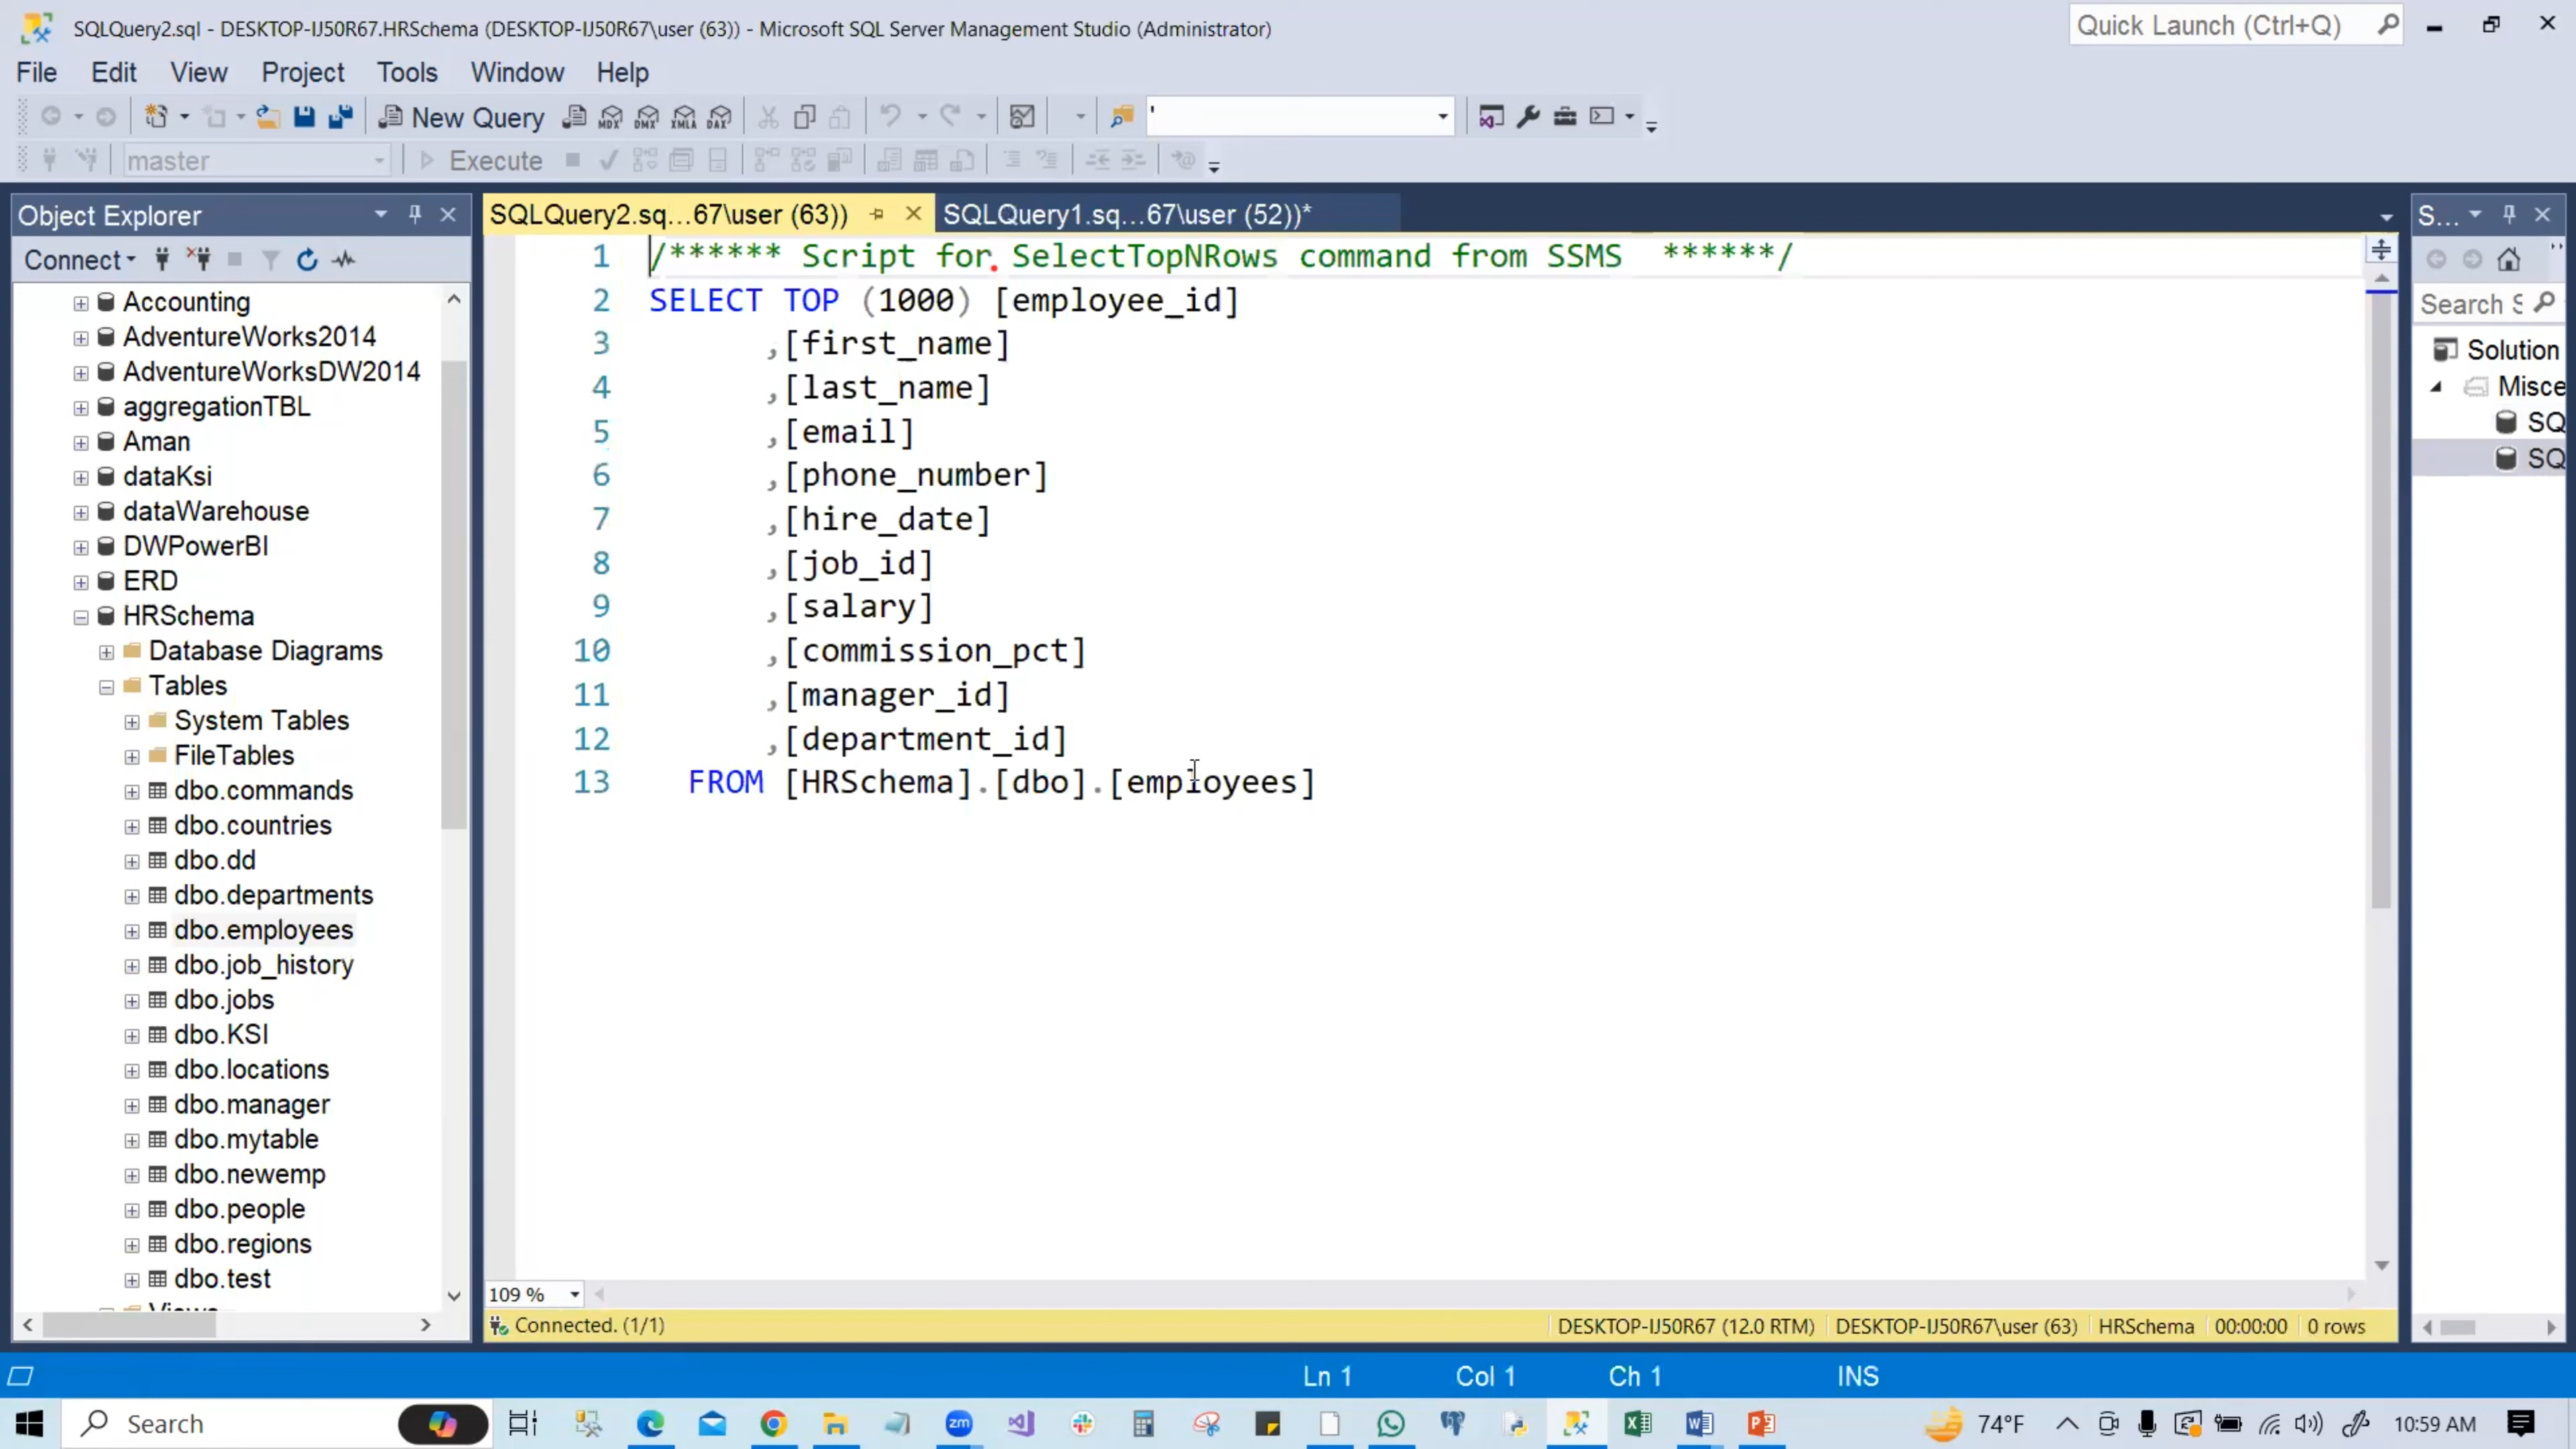 SQLQuery2.sql - DESKTOP-IJ50R67.HRSchema (DESKTOP-IJ50R67\user (63)) - Microsoft SQL Server Management Studio (Administrator)
Quick Launch (Ctrl+Q)
File Edit View Project Tools Window Help
New Query MDX DMX XMLA DAX '
master Execute
Object Explorer
SQLQuery2.sq...67\user (63))
SQLQuery1.sq...67\user (52))*
S...
Connect
Accounting
AdventureWorks2014
AdventureWorksDW2014
aggregationTBL
Aman
dataKsi
dataWarehouse
DWPowerBI
ERD
HRSchema
Database Diagrams
Tables
System Tables
FileTables
dbo.commands
dbo.countries
dbo.dd
dbo.departments
dbo.employees
dbo.job_history
dbo.jobs
dbo.KSI
dbo.locations
dbo.manager
dbo.mytable
dbo.newemp
dbo.people
dbo.regions
dbo.test
Views
1 /****** Script for SelectTopNRows command from SSMS ******/
2 SELECT TOP (1000) [employee_id]
3 ,[first_name]
4 ,[last_name]
5 ,[email]
6 ,[phone_number]
7 ,[hire_date]
8 ,[job_id]
9 ,[salary]
10 ,[commission_pct]
11 ,[manager_id]
12 ,[department_id]
13 FROM [HRSchema].[dbo].[employees]
Search S
Solution
Misce
SQ
SQ
109 %
Connected. (1/1)
DESKTOP-IJ50R67 (12.0 RTM) DESKTOP-IJ50R67\user (63) HRSchema 00:00:00 0 rows
Ln 1 Col 1 Ch 1 INS
Search zm 74°F 10:59 AM